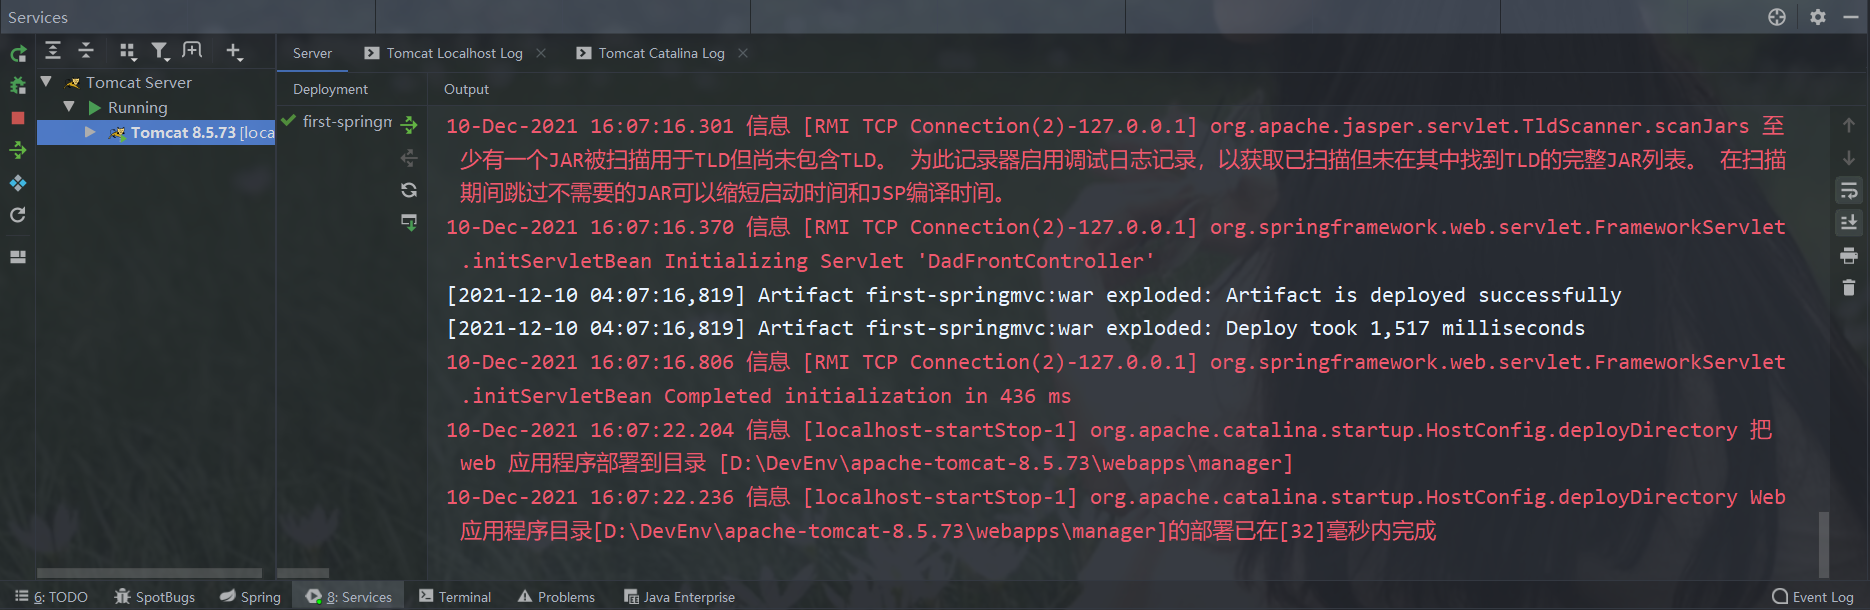 Services
Server
Tomcat Localhost Log
Tomcat Catalina Log
Tomcat Server
Running
Tomcat 8.5.73 [loca
Deployment
Output
first-springm
10-Dec-2021 16:07:16.301 信息 [RMI TCP Connection(2)-127.0.0.1] org.apache.jasper.servlet.TldScanner.scanJars 至
少有一个JAR被扫描用于TLD但尚未包含TLD。 为此记录器启用调试日志记录，以获取已扫描但未在其中找到TLD的完整JAR列表。 在扫描
期间跳过不需要的JAR可以缩短启动时间和JSP编译时间。
10-Dec-2021 16:07:16.370 信息 [RMI TCP Connection(2)-127.0.0.1] org.springframework.web.servlet.FrameworkServlet
.initServletBean Initializing Servlet 'DadFrontController'
[2021-12-10 04:07:16,819] Artifact first-springmvc:war exploded: Artifact is deployed successfully
[2021-12-10 04:07:16,819] Artifact first-springmvc:war exploded: Deploy took 1,517 milliseconds
10-Dec-2021 16:07:16.806 信息 [RMI TCP Connection(2)-127.0.0.1] org.springframework.web.servlet.FrameworkServlet
.initServletBean Completed initialization in 436 ms
10-Dec-2021 16:07:22.204 信息 [localhost-startStop-1] org.apache.catalina.startup.HostConfig.deployDirectory 把
web 应用程序部署到目录 [D:\DevEnv\apache-tomcat-8.5.73\webapps\manager]
10-Dec-2021 16:07:22.236 信息 [localhost-startStop-1] org.apache.catalina.startup.HostConfig.deployDirectory Web
应用程序目录[D:\DevEnv\apache-tomcat-8.5.73\webapps\manager]的部署已在[32]毫秒内完成
6: TODO
SpotBugs
Spring
8: Services
Terminal
Problems
Java Enterprise
Event Log